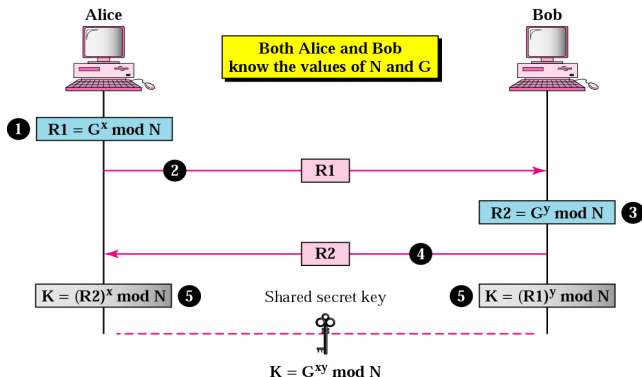 Alice
Bob
Both Alice and Bob
know the values of N and G
1
R1 = G^x mod N
2
R1
R2 = G^y mod N
3
R2
4
K = (R2)^x mod N
5
Shared secret key
5
K = (R1)^y mod N
K = G^xy mod N